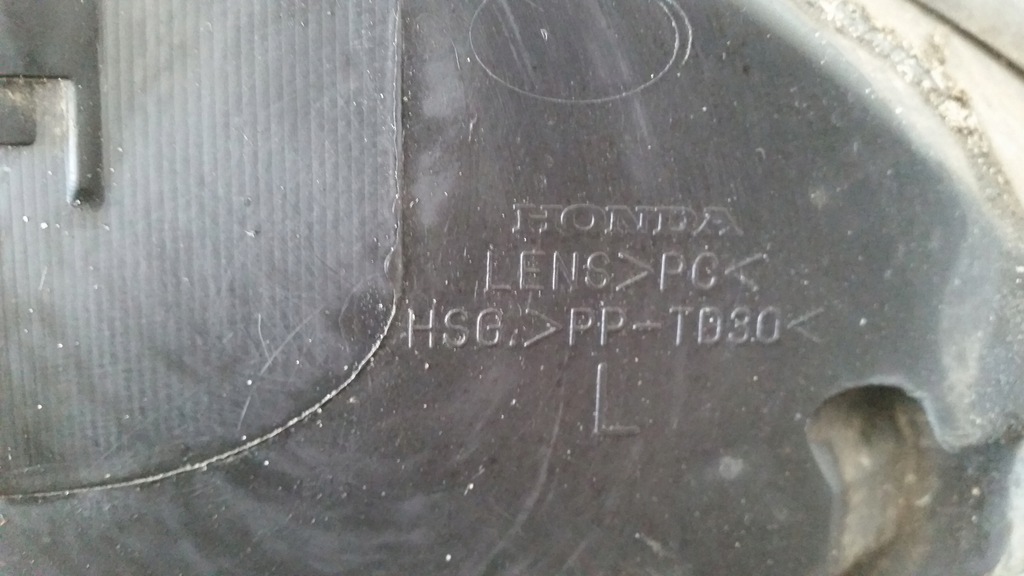 HONDA
LENS>PC<
HSG.>PP-TD30<
L